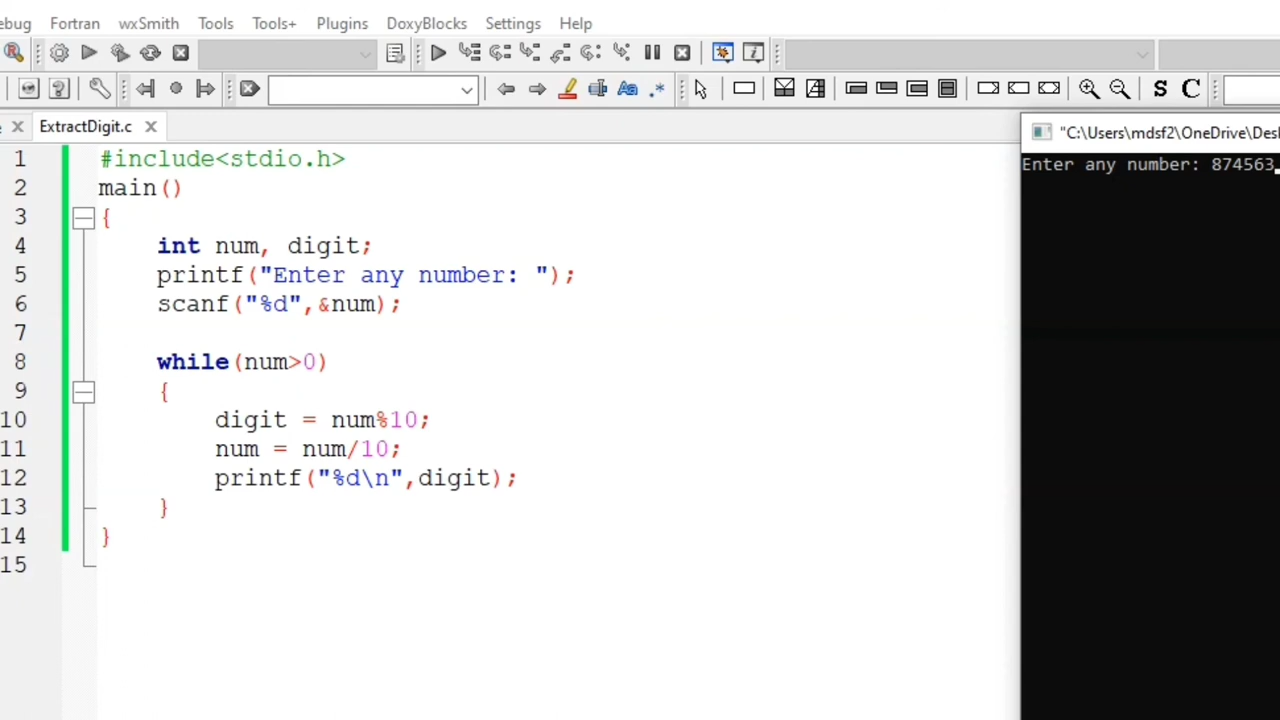 ebug Fortran wxSmith Tools Tools+ Plugins DoxyBlocks Settings Help
S C
ExtractDigit.c
"C:\Users\mdsf2\OneDrive\Des
Enter any number: 874563
1 #include<stdio.h>
2 main()
3 {
4 int num, digit;
5 printf("Enter any number: ");
6 scanf("%d",&num);
7
8 while(num>0)
9 {
10 digit = num%10;
11 num = num/10;
12 printf("%d\n",digit);
13 }
14 }
15